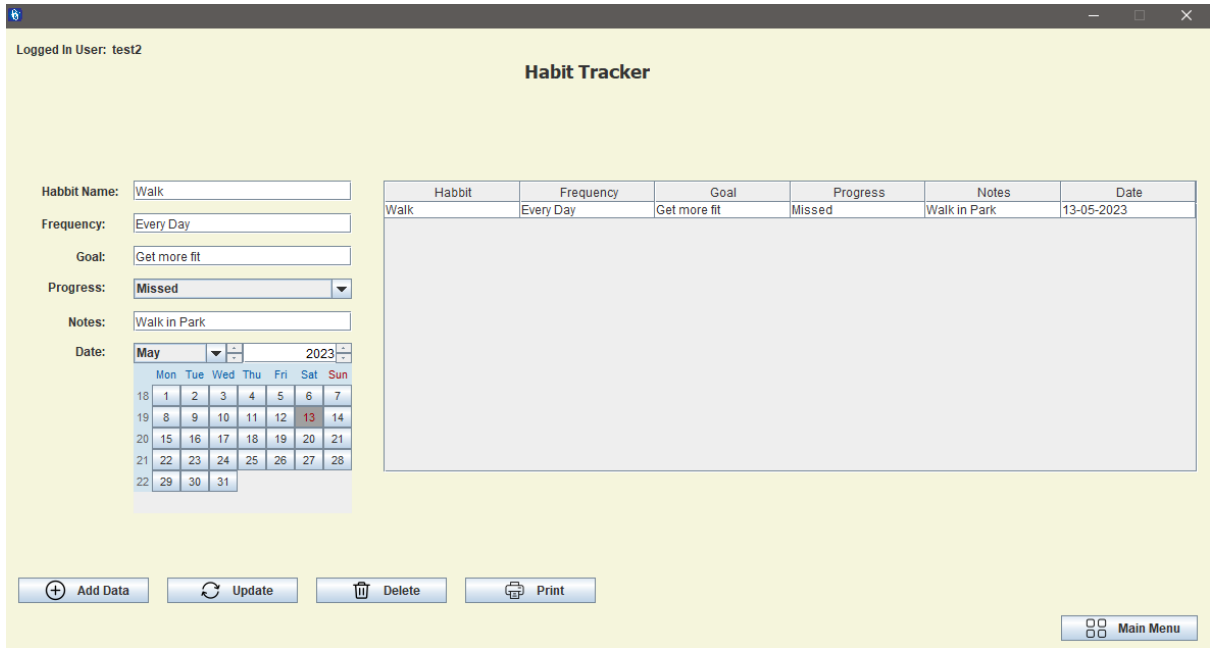 Logged In User: test2
Habit Tracker
Habbit Name: Walk
Frequency: Every Day
Goal: Get more fit
Progress: Missed
Notes: Walk in Park
Date: May 2023
Mon Tue Wed Thu Fri Sat Sun
18 1 2 3 4 5 6 7
19 8 9 10 11 12 13 14
20 15 16 17 18 19 20 21
21 22 23 24 25 26 27 28
22 29 30 31
Habbit Frequency Goal Progress Notes Date
Walk Every Day Get more fit Missed Walk in Park 13-05-2023
Add Data Update Delete Print
Main Menu